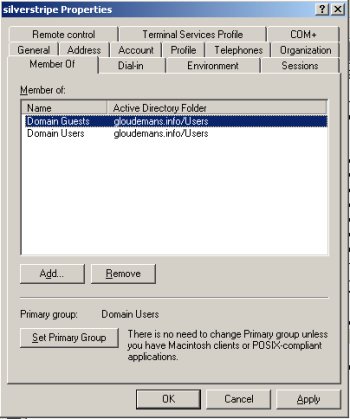 silverstripe Properties
Remote control Terminal Services Profile COM+
General Address Account Profile Telephones Organization
Member Of Dial-in Environment Sessions
Member of:
Name Active Directory Folder
Domain Guests gloudemans.info/Users
Domain Users gloudemans.info/Users
Add... Remove
Primary group: Domain Users
Set Primary Group
There is no need to change Primary group unless
you have Macintosh clients or POSIX-compliant
applications.
OK Cancel Apply